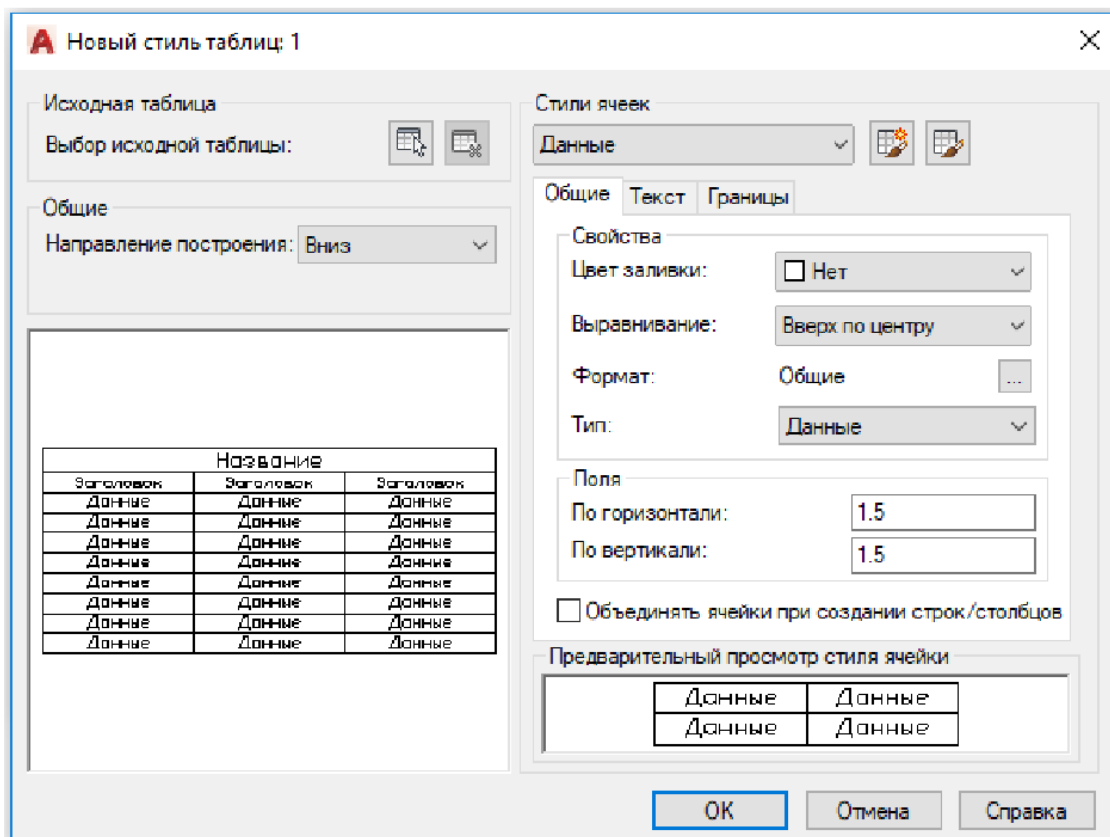 Новый стиль таблиц: 1
Исходная таблица
Выбор исходной таблицы:
Общие
Направление построения: Вниз
Название
Заголовок Заголовок Заголовок
Данные Данные Данные
Данные Данные Данные
Данные Данные Данные
Данные Данные Данные
Данные Данные Данные
Данные Данные Данные
Данные Данные Данные
Данные Данные Данные
Стили ячеек
Данные
Общие Текст Границы
Свойства
Цвет заливки: Нет
Выравнивание: Вверх по центру
Формат: Общие ...
Тип: Данные
Поля
По горизонтали: 1.5
По вертикали: 1.5
Объединять ячейки при создании строк/столбцов
Предварительный просмотр стиля ячейки
Данные Данные
Данные Данные
ОК Отмена Справка